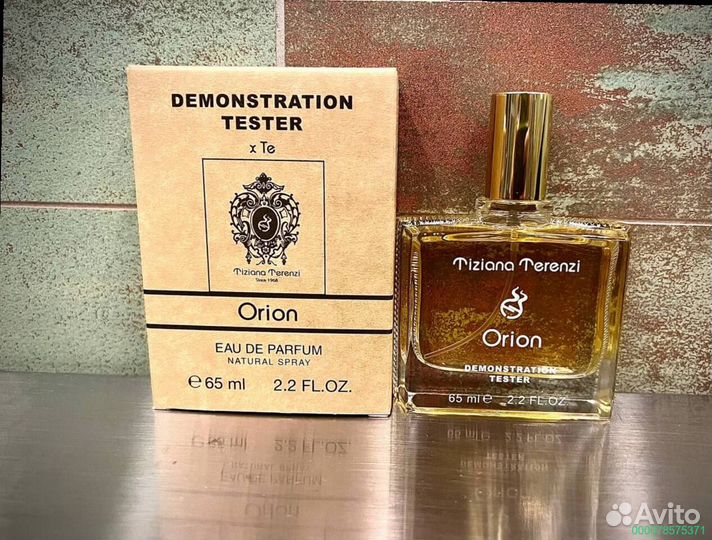 DEMONSTRATION
TESTER
x Te
Tiziana Terenzi
Since 1968
Orion
EAU DE PARFUM
NATURAL SPRAY
e 65 ml 2.2 FL.OZ.
Tiziana Terenzi
Orion
DEMONSTRATION
TESTER
65 ml e 2.2 FL.OZ.
Avito
000078575371